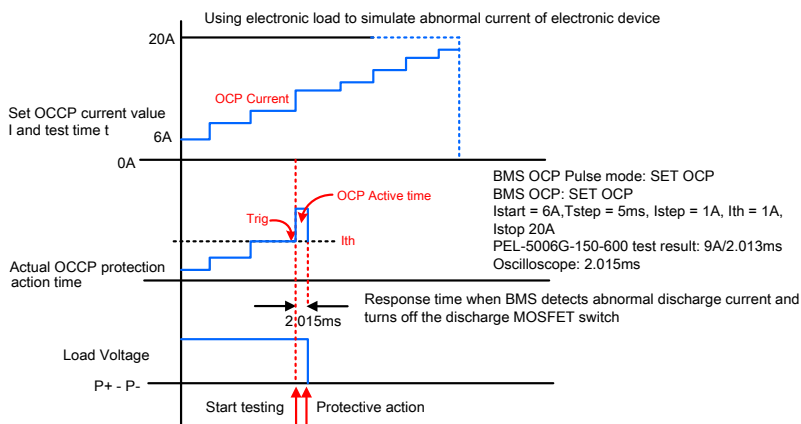 Using electronic load to simulate abnormal current of electronic device
20A
OCP Current
Set OCCP current value
I and test time t
6A
0A
BMS OCP Pulse mode: SET OCP
BMS OCP: SET OCP
Istart = 6A,Tstep = 5ms, Istep = 1A, Ith = 1A,
Istop 20A
PEL-5006G-150-600 test result: 9A/2.013ms
Oscilloscope: 2.015ms
OCP Active time
Trig
Ith
Actual OCCP protection
action time
Response time when BMS detects abnormal discharge current and
turns off the discharge MOSFET switch
2.015ms
Load Voltage
P+ - P-
Start testing
Protective action